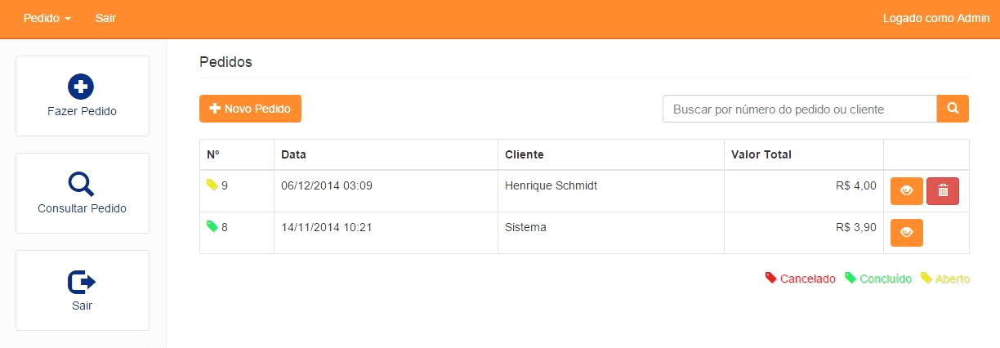 Pedido Sair Logado como Admin
Fazer Pedido
Consultar Pedido
Sair
Pedidos
Novo Pedido Buscar por número do pedido ou cliente
Nº Data Cliente Valor Total
9 06/12/2014 03:09 Henrique Schmidt R$ 4,00
8 14/11/2014 10:21 Sistema R$ 3,90
Cancelado Concluído Aberto